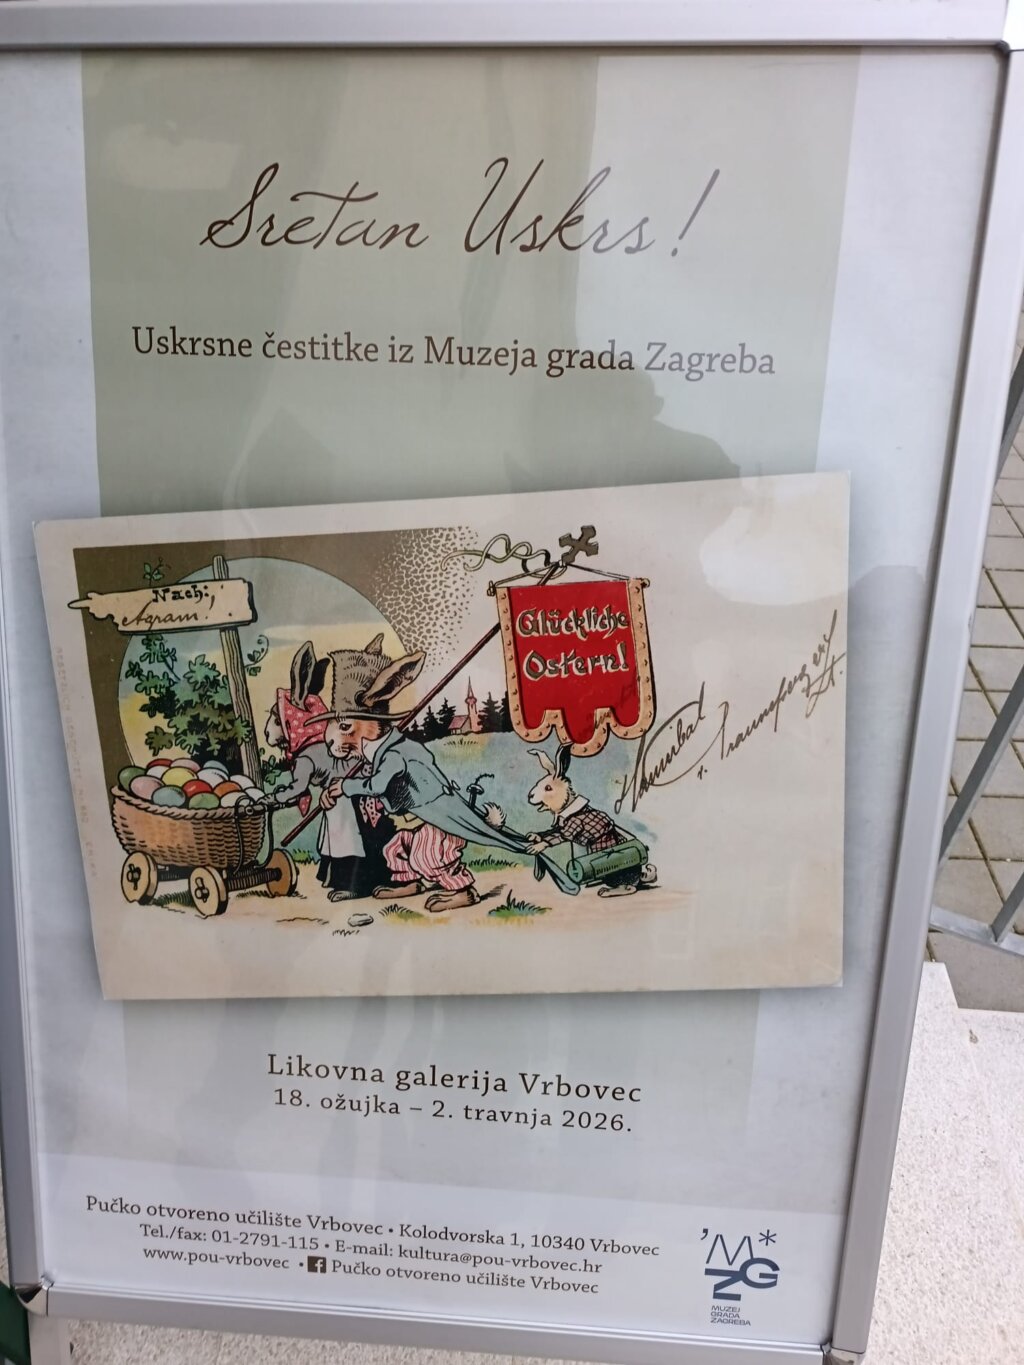 Sretan Uskrs!
Uskrsne čestitke iz Muzeja grada Zagreba
Nach:
Agram!
Glückliche
Ostern!
Likovna galerija Vrbovec
18. ožujka – 2. travnja 2026.
Pučko otvoreno učilište Vrbovec • Kolodvorska 1, 10340 Vrbovec
Tel./fax: 01-2791-115 • E-mail: kultura@pou-vrbovec.hr
www.pou-vrbovec • f Pučko otvoreno učilište Vrbovec
'M*
ZG
MUZEJ
GRADA
ZAGREBA